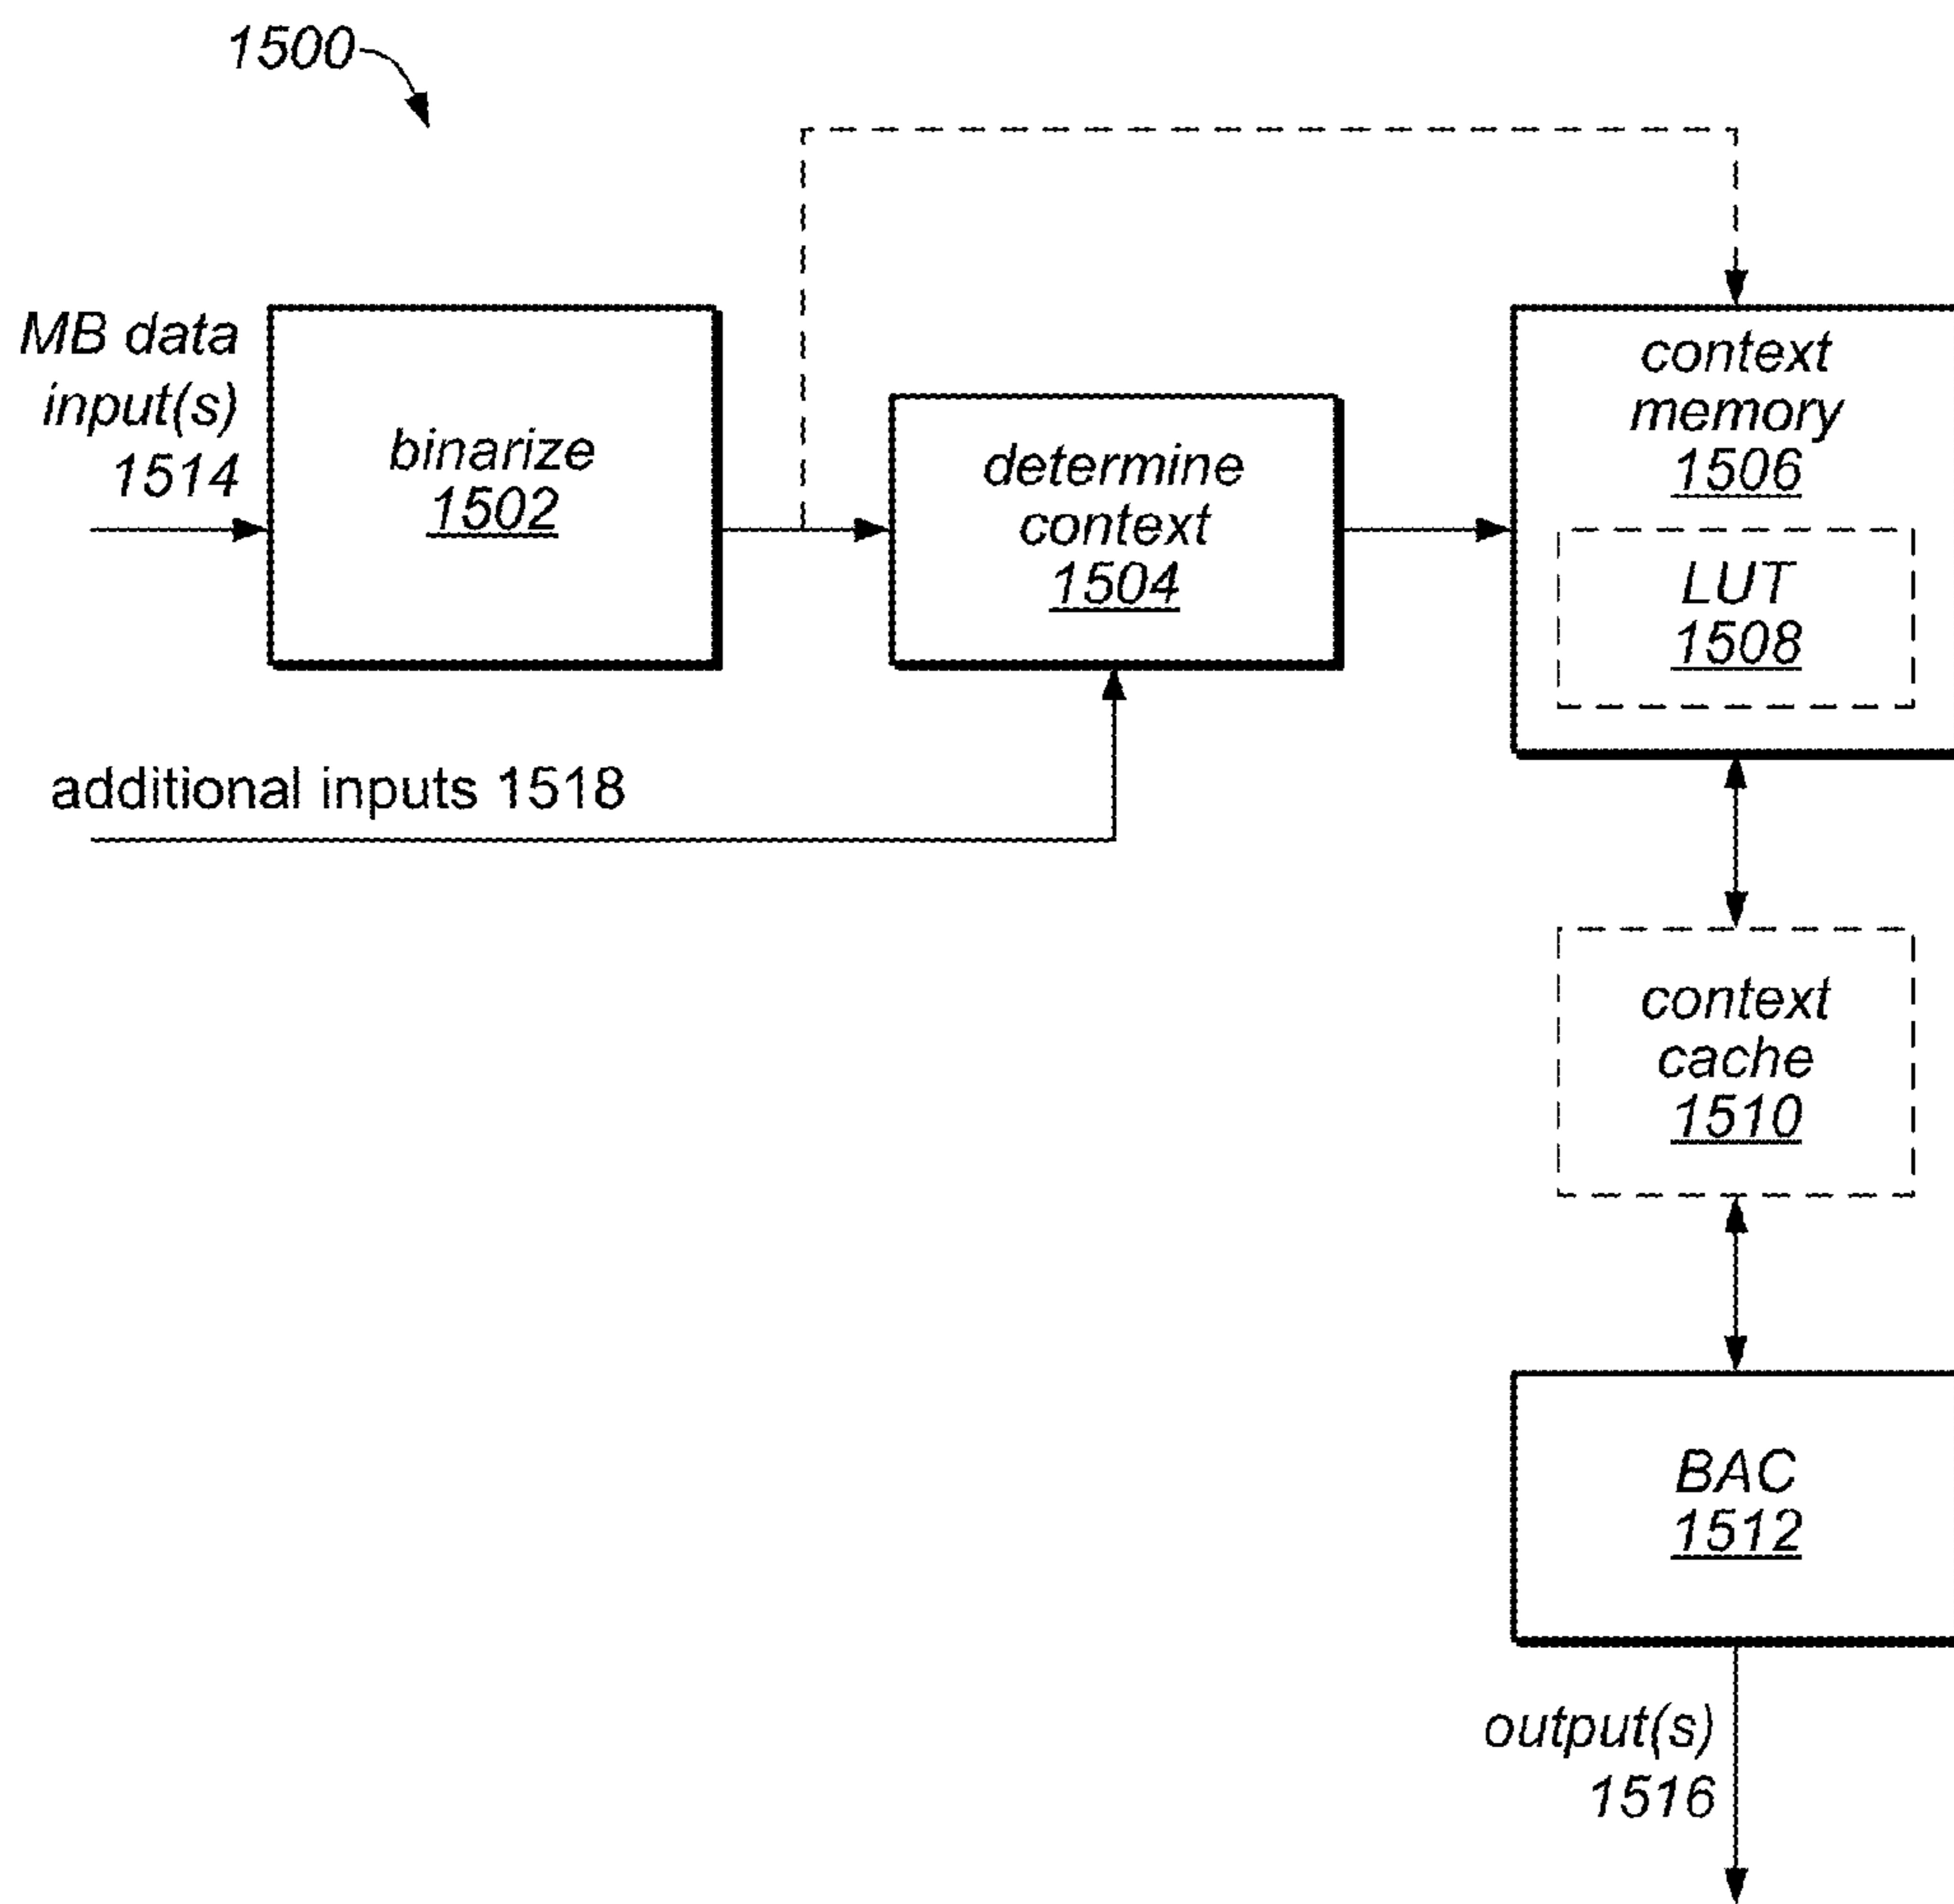 1500
MB data
input(s)
1514
binarize
1502
determine
context
1504
context
memory
1506
LUT
1508
additional inputs 1518
context
cache
1510
BAC
1512
output(s)
1516